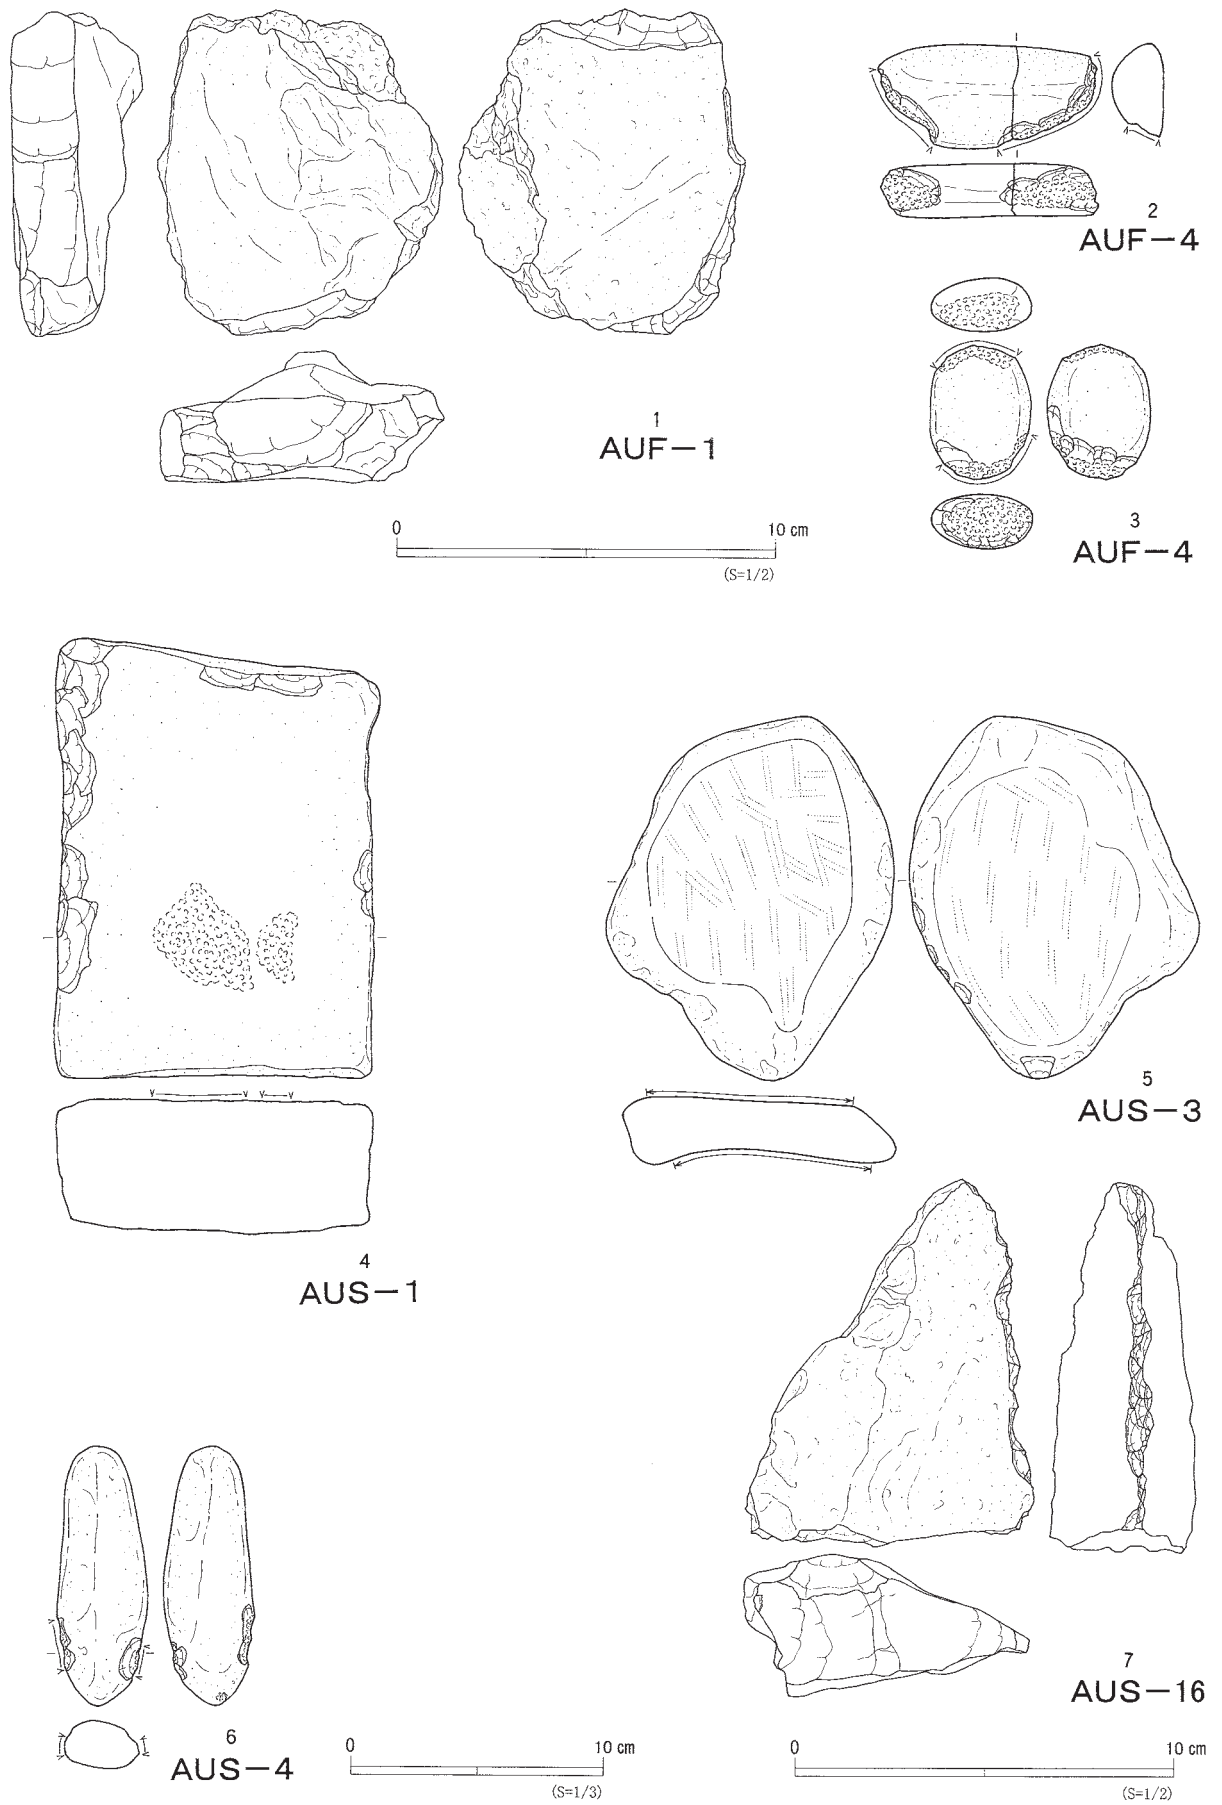 1
AUF－1
2
AUF－4
3
AUF－4
0 10 cm
(S=1/2)
4
AUS－1
5
AUS－3
6
AUS－4
0 10 cm
(S=1/3)
7
AUS－16
0 10 cm
(S=1/2)